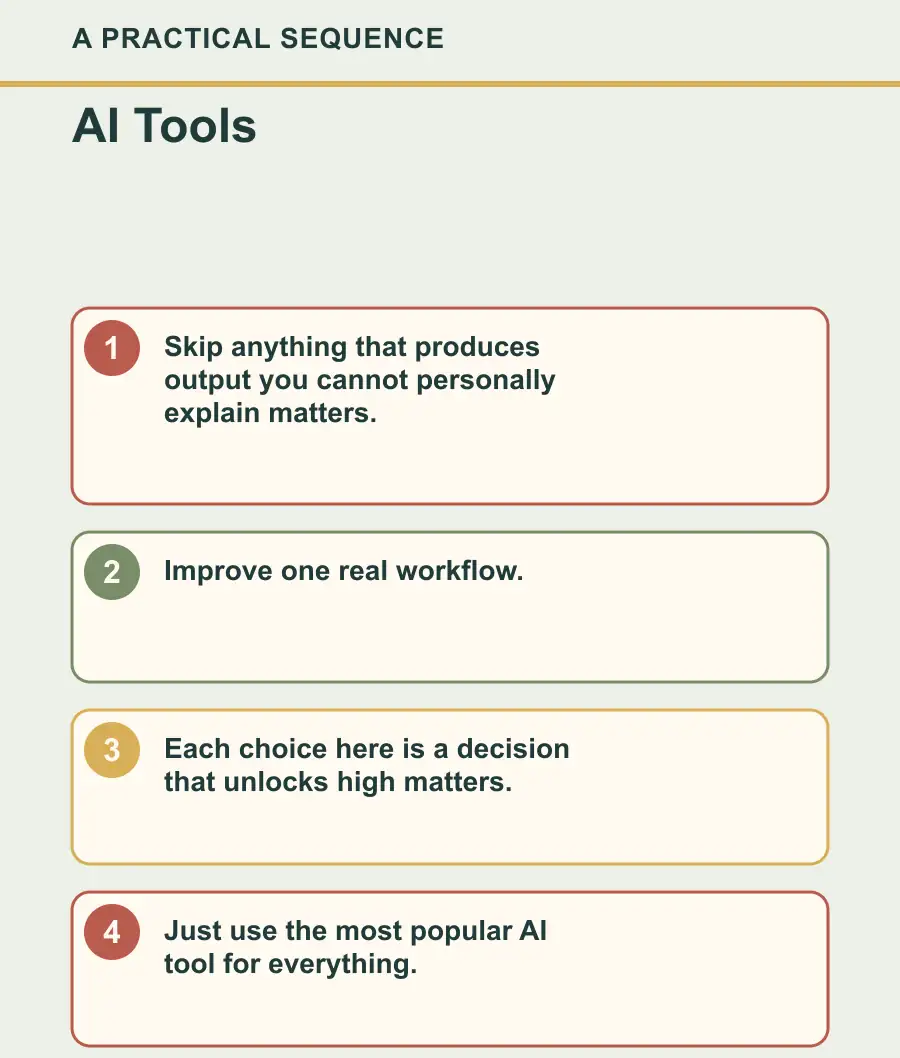 A PRACTICAL SEQUENCE
AI Tools
1
Skip anything that produces
output you cannot personally
explain matters.
2
Improve one real workflow.
3
Each choice here is a decision
that unlocks high matters.
4
Just use the most popular AI
tool for everything.